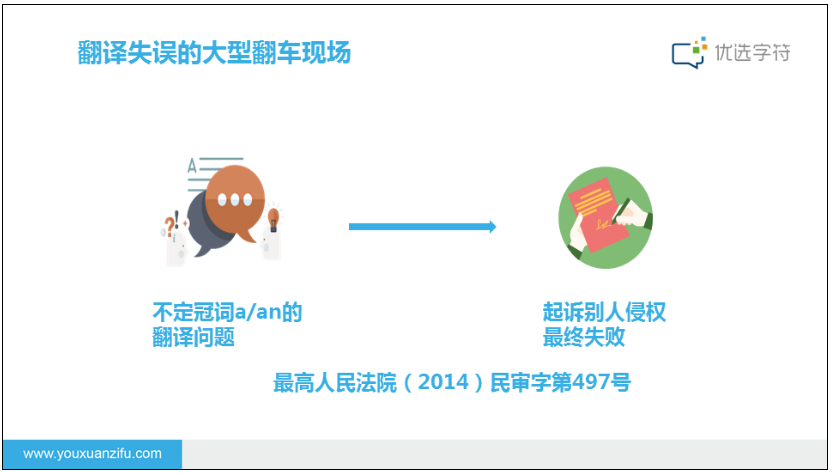 翻译失误的大型翻车现场
优选字符
A
?!
不定冠词a/an的
翻译问题
起诉别人侵权
最终失败
最高人民法院（2014）民审字第497号
www.youxuanzifu.com